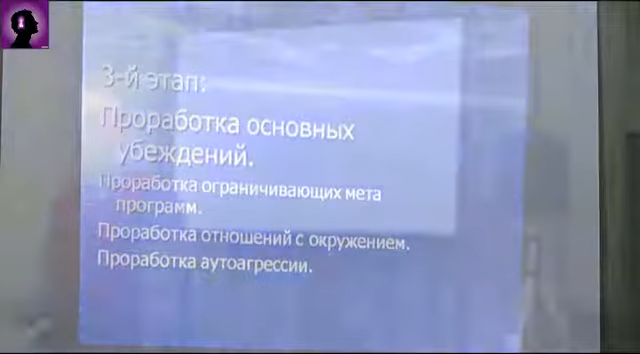 3-й этап:
Проработка основных
убеждений.
Проработка ограничивающих мета
программ.
Проработка отношений с окружением.
Проработка аутоагрессии.